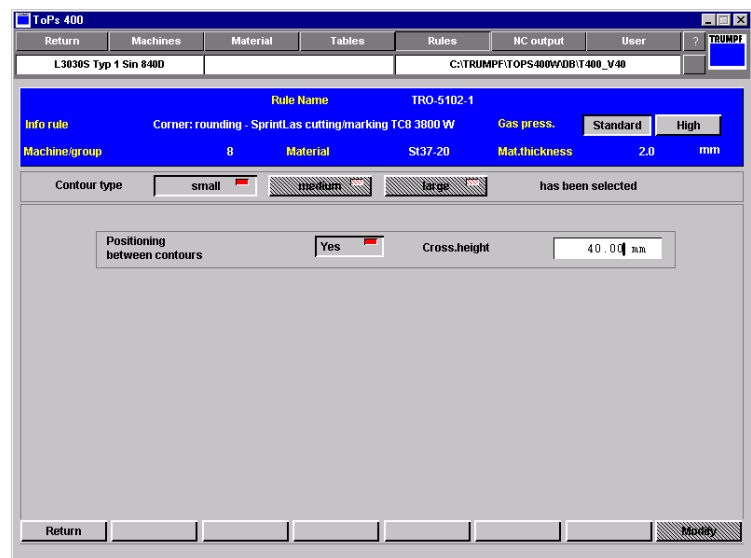 ToPs 400
Return Machines Material Tables Rules NC output User ? TRUMPF
L3030S Typ 1 Sin 840D C:\TRUMPF\TOPS400W\DB\T400_V40
Rule Name TRO-5102-1
Info rule Corner: rounding - SprintLas cutting/marking TC8 3800 W Gas press. Standard High
Machine/group 8 Material St37-20 Mat.thickness 2.0 mm
Contour type small medium large has been selected
Positioning
between contours Yes Cross.height 40.00 mm
Return Modify